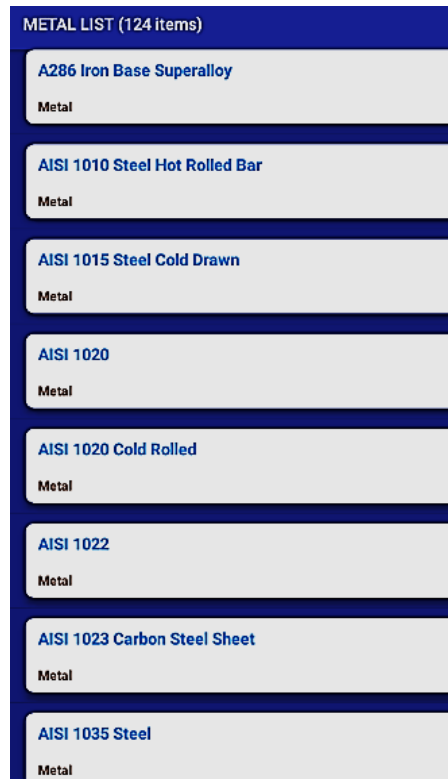 METAL LIST (124 items)
A286 Iron Base Superalloy
Metal
AISI 1010 Steel Hot Rolled Bar
Metal
AISI 1015 Steel Cold Drawn
Metal
AISI 1020
Metal
AISI 1020 Cold Rolled
Metal
AISI 1022
Metal
AISI 1023 Carbon Steel Sheet
Metal
AISI 1035 Steel
Metal